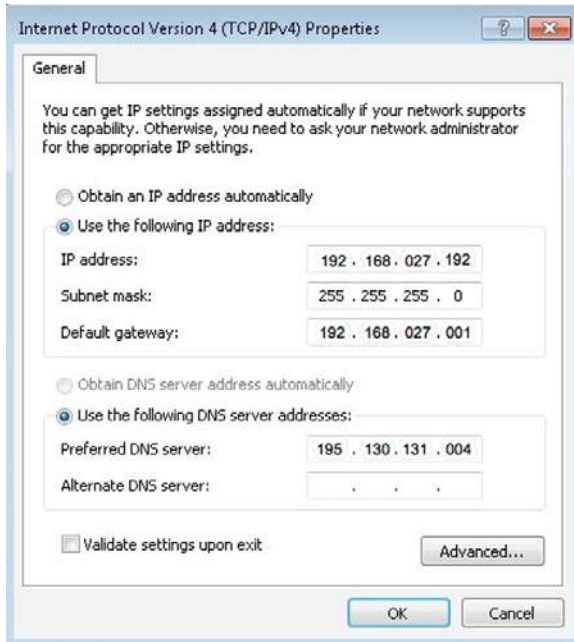 Internet Protocol Version 4 (TCP/IPv4) Properties
General
You can get IP settings assigned automatically if your network supports
this capability. Otherwise, you need to ask your network administrator
for the appropriate IP settings.
Obtain an IP address automatically
Use the following IP address:
IP address: 192 . 168 . 027 . 192
Subnet mask: 255 . 255 . 255 . 0
Default gateway: 192 . 168 . 027 . 001
Obtain DNS server address automatically
Use the following DNS server addresses:
Preferred DNS server: 195 . 130 . 131 . 004
Alternate DNS server: . . .
Validate settings upon exit
Advanced...
OK Cancel